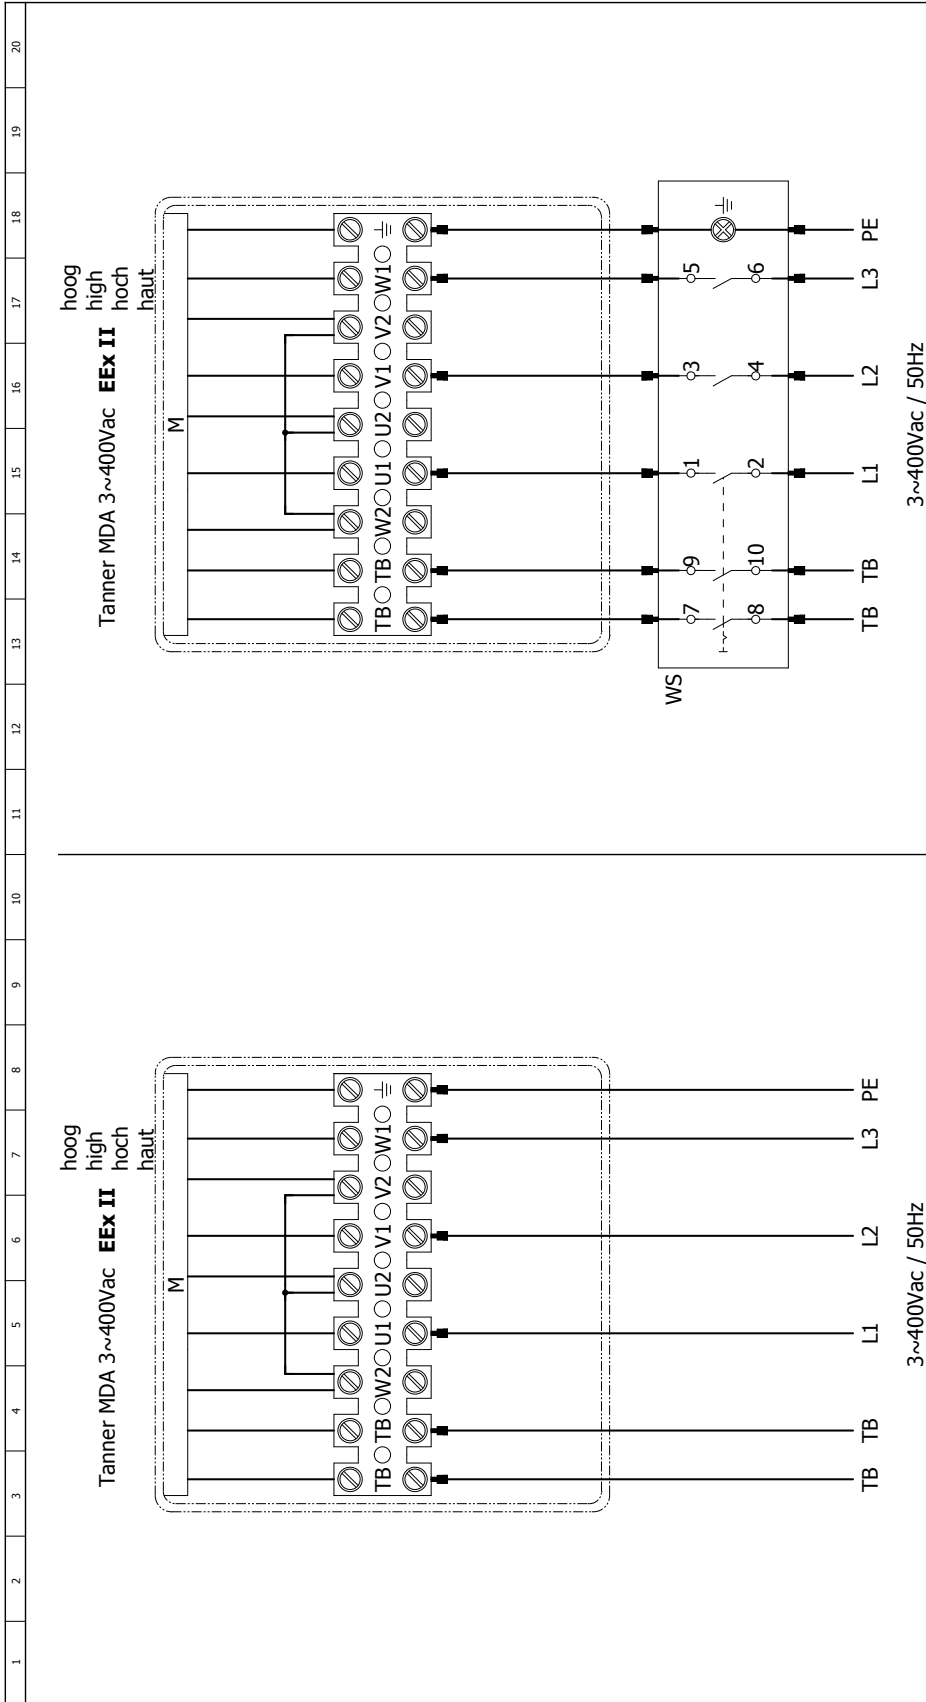 1 2 3 4 5 6 7 8 9 10 11 12 13 14 15 16 17 18 19 20
hoog
high
Tanner MDA 3~400Vac EEx II hoch
haut
M
TB TB W2 U1 U2 V1 V2 W1
TB TB L1 L2 L3 PE
3~400Vac / 50Hz
hoog
high
Tanner MDA 3~400Vac EEx II hoch
haut
M
TB TB W2 U1 U2 V1 V2 W1
WS
7 9 1 3 5
8 10 2 4 6
TB TB L1 L2 L3 PE
3~400Vac / 50Hz